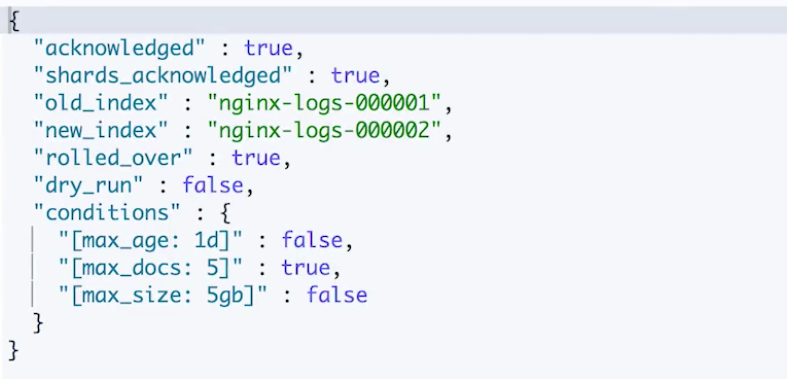 {
  "acknowledged" : true,
  "shards_acknowledged" : true,
  "old_index" : "nginx-logs-000001",
  "new_index" : "nginx-logs-000002",
  "rolled_over" : true,
  "dry_run" : false,
  "conditions" : {
    "[max_age: 1d]" : false,
    "[max_docs: 5]" : true,
    "[max_size: 5gb]" : false
  }
}